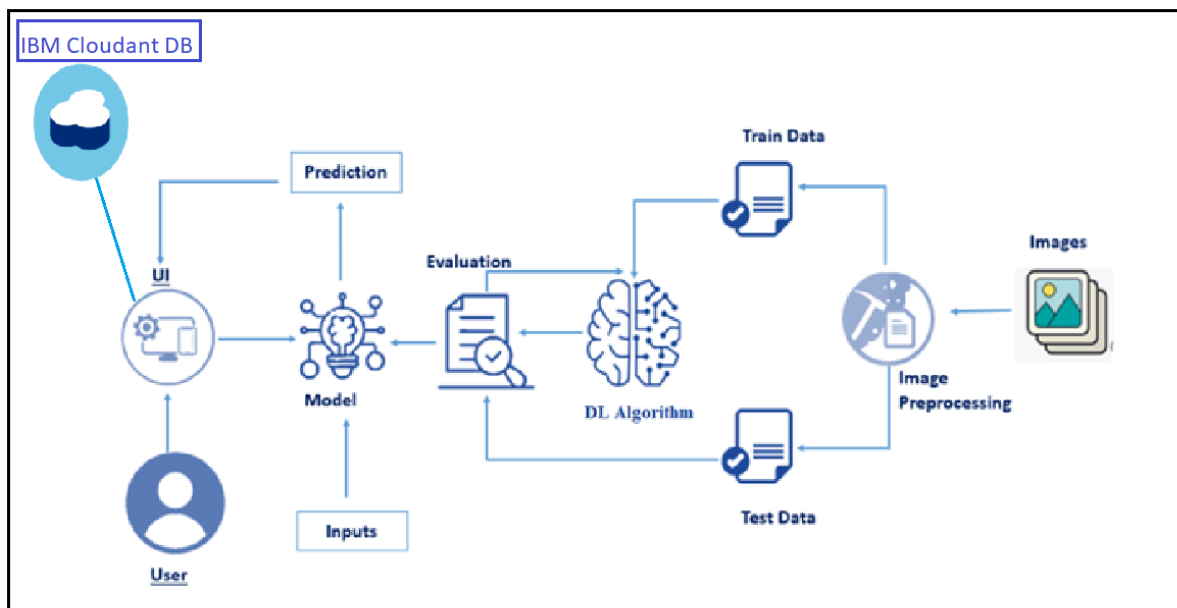 IBM Cloudant DB
Train Data
Prediction
Images
Evaluation
UI
Image
Preprocessing
Model
DL Algorithm
Test Data
Inputs
User